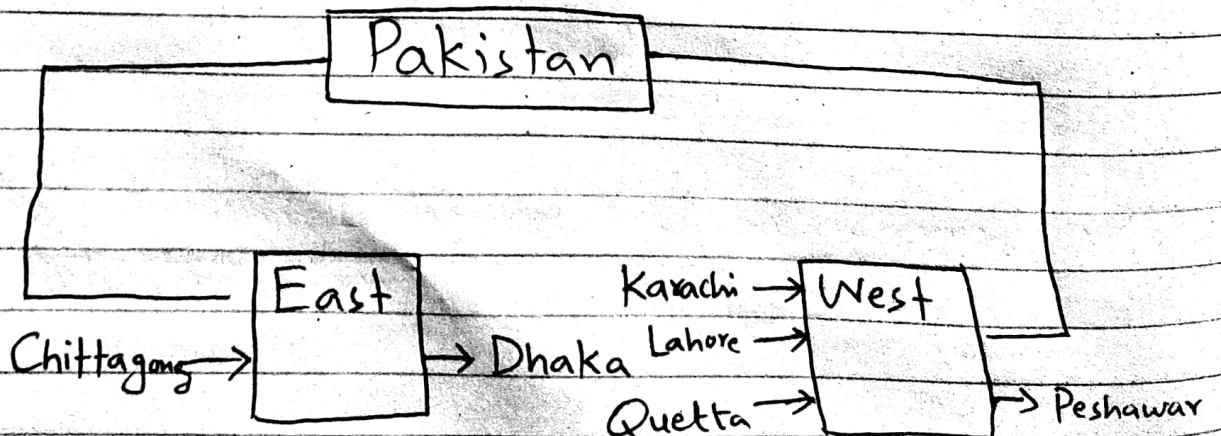 Pakistan
East
Karachi
West
Chittagong
Dhaka
Lahore
Quetta
Peshawar